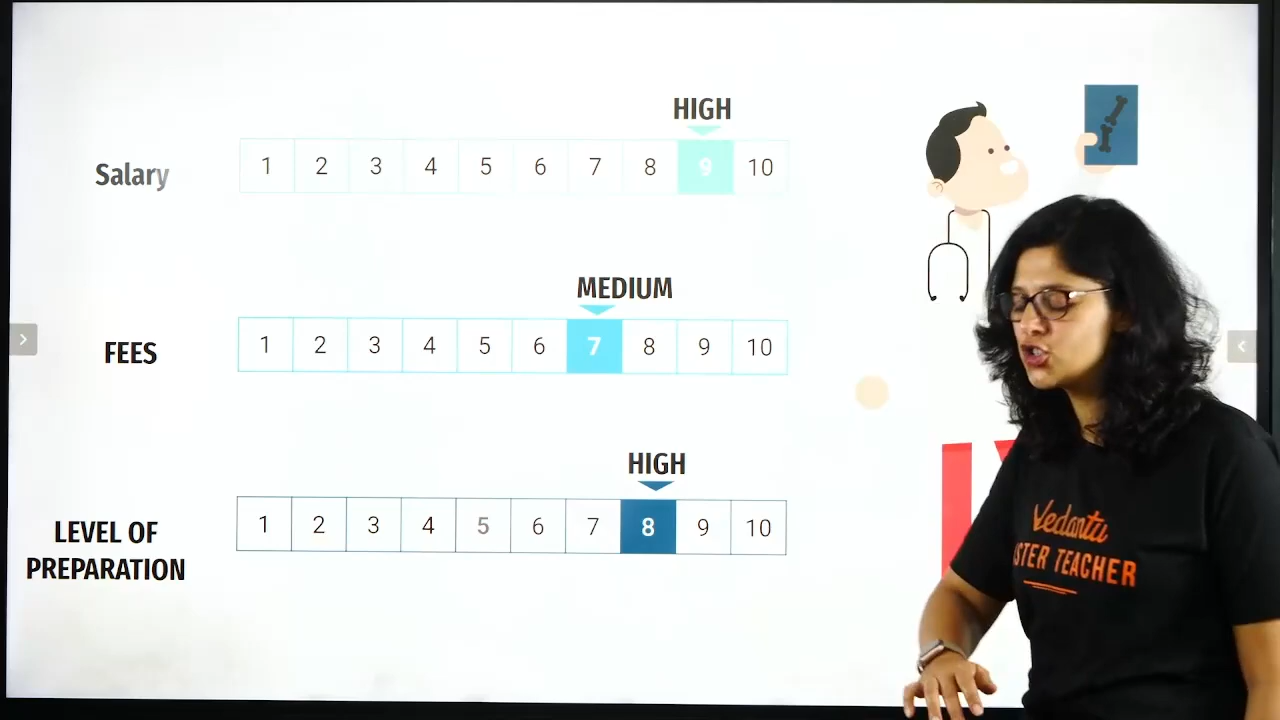 HIGH
Salary
1 2 3 4 5 6 7 8 9 10
MEDIUM
FEES
1 2 3 4 5 6 7 8 9 10
HIGH
LEVEL OF
PREPARATION
1 2 3 4 5 6 7 8 9 10
Vedantu
STER TEACHER